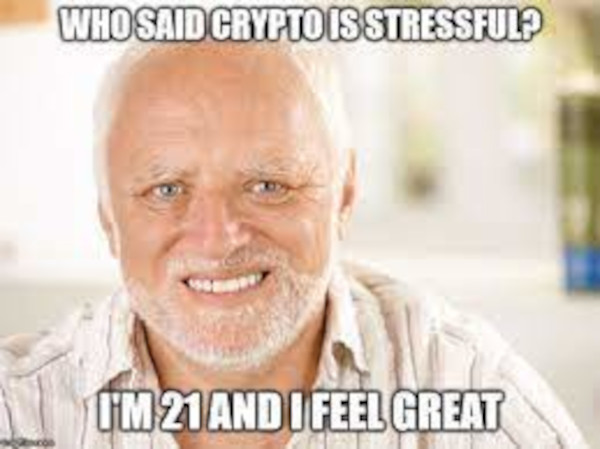 WHO SAID CRYPTO IS STRESSFUL?
I'M 21 AND I FEEL GREAT